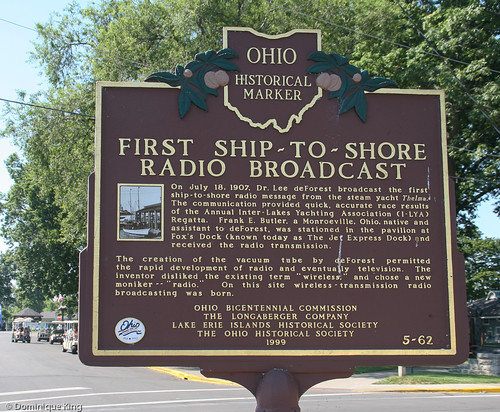 OHIO
HISTORICAL
MARKER
FIRST SHIP-TO-SHORE
RADIO BROADCAST
On July 18, 1907, Dr. Lee deForest broadcast the first
ship-to-shore radio message from the steam yacht Thelma.
The communication provided quick, accurate race results
of the Annual Inter-Lakes Yachting Association (I-LYA)
Regatta. Frank E. Butler, a Monroeville, Ohio, native and
assistant to deForest, was stationed in the pavilion at
Fox's Dock (known today as The Jet Express Dock) and
received the radio transmission.
The creation of the vacuum tube by deForest permitted
the rapid development of radio and eventually television. The
inventor disliked the existing term "wireless," and chose a new
moniker -- "radio." On this site wireless-transmission radio
broadcasting was born.
OHIO BICENTENNIAL COMMISSION
THE LONGABERGER COMPANY
LAKE ERIE ISLANDS HISTORICAL SOCIETY
THE OHIO HISTORICAL SOCIETY
1999
5-62
Ohio
© Dominique King